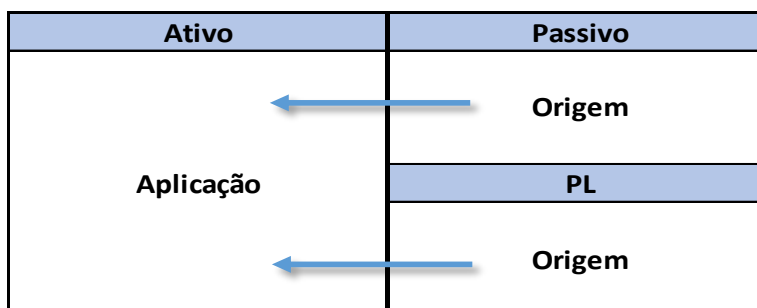 Ativo
Passivo
Origem
Aplicação
PL
Origem